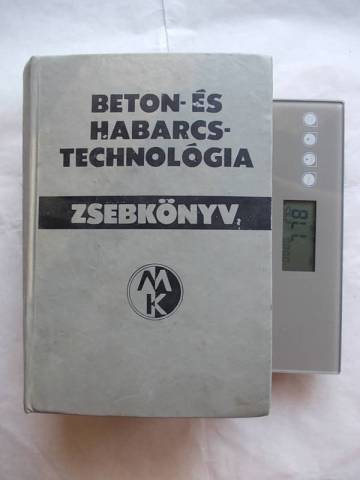 BETON- ÉS
HABARCS-
TECHNOLÓGIA
ZSEBKÖNYV
MK